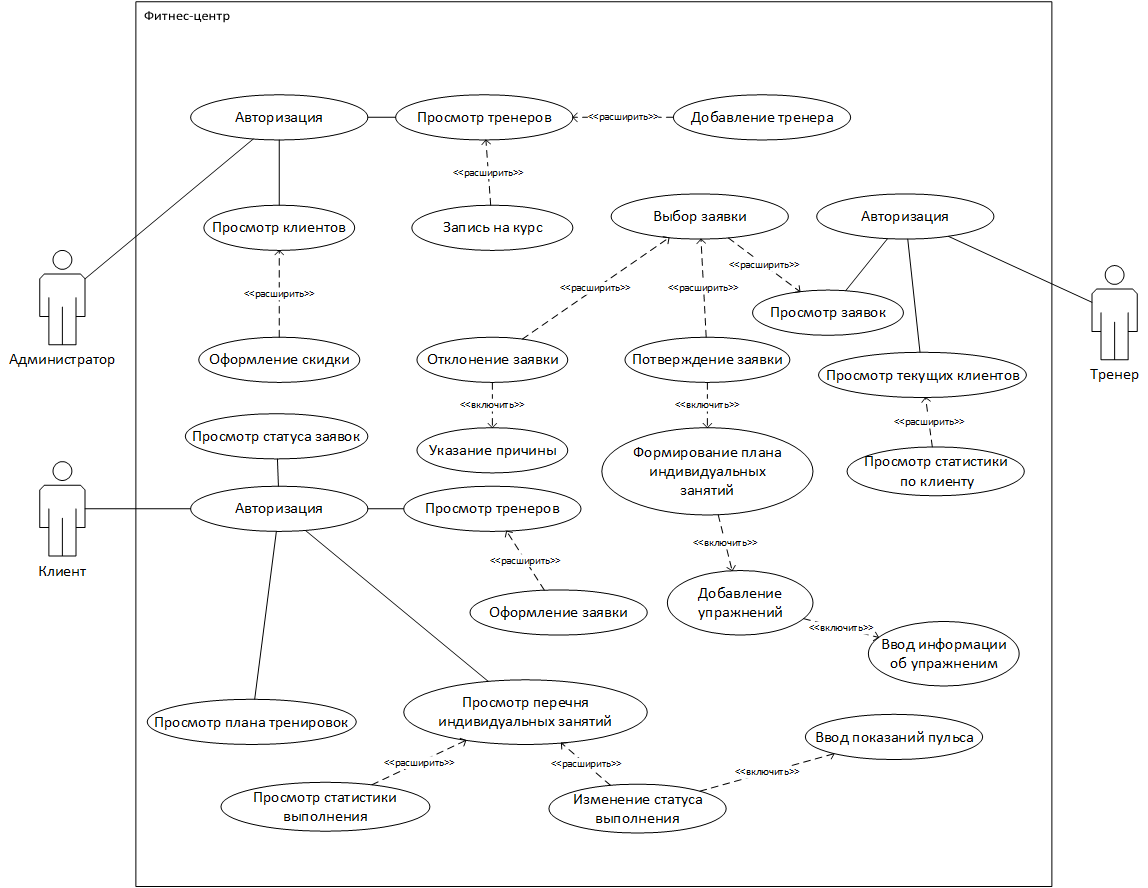 Фитнес-центр
Авторизация
Просмотр тренеров
<<расширить>>
Добавление тренера
<<расширить>>
Просмотр клиентов
Запись на курс
Выбор заявки
Авторизация
<<расширить>>
<<расширить>>
<<расширить>>
<<расширить>>
Просмотр заявок
Администратор
Оформление скидки
Отклонение заявки
Потверждение заявки
Просмотр текущих клиентов
Тренер
<<включить>>
<<включить>>
<<расширить>>
Просмотр статуса заявок
Указание причины
Формирование плана
индивидуальных
занятий
Просмотр статистики
по клиенту
Клиент
Авторизация
Просмотр тренеров
<<включить>>
<<расширить>>
Оформление заявки
Добавление
упражнений
<<включить>>
Ввод информации
об упражненим
Просмотр плана тренировок
Просмотр перечня
индивидуальных занятий
Ввод показаний пульса
<<расширить>>
<<расширить>>
<<включить>>
Просмотр статистики
выполнения
Изменение статуса
выполнения